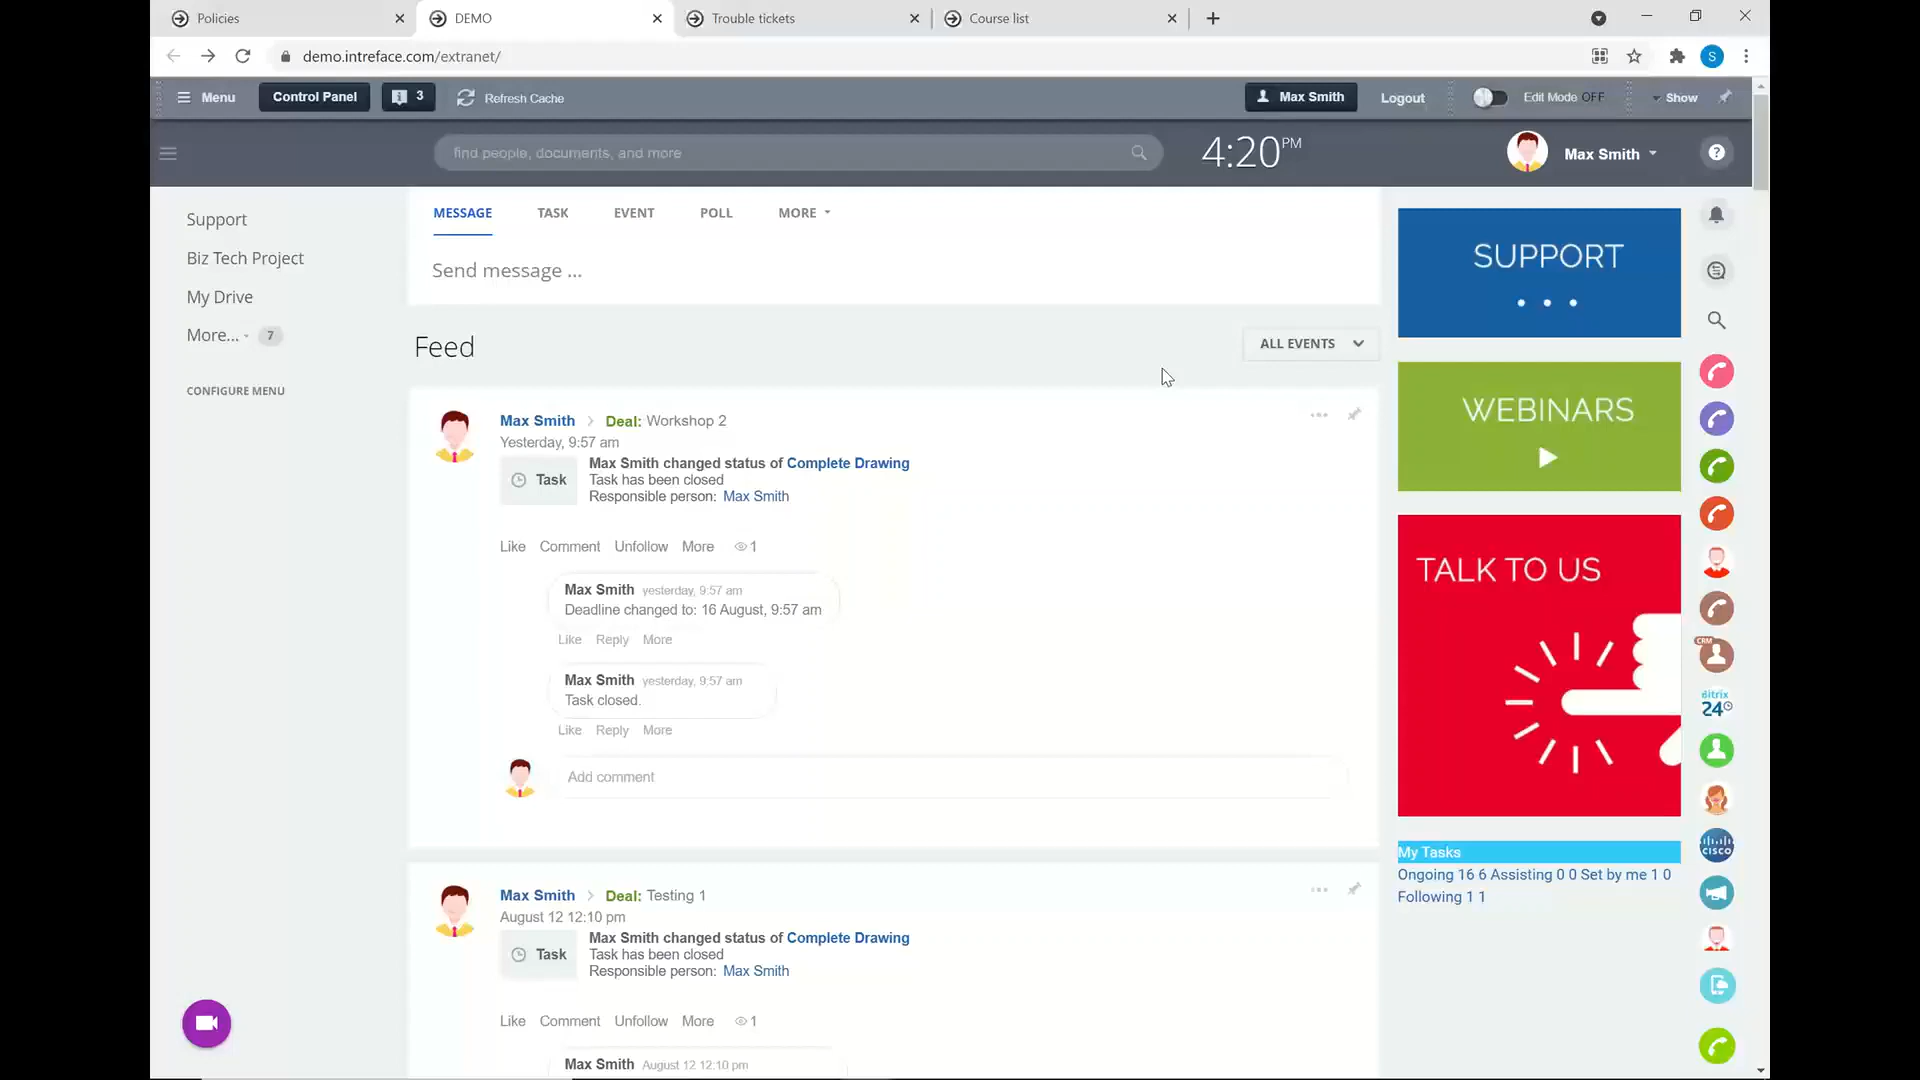 Policies
DEMO
Trouble tickets
Course list
demo.intreface.com/extranet/
S
Menu
Control Panel
3
Refresh Cache
Max Smith
Logout
Edit Mode OFF
Show
find people, documents, and more
4:20 PM
Max Smith
?
Support
Biz Tech Project
My Drive
More...
7
CONFIGURE MENU
MESSAGE
TASK
EVENT
POLL
MORE
Send message ...
Feed
ALL EVENTS
Max Smith
Deal: Workshop 2
Yesterday, 9:57 am
Task
Max Smith changed status of Complete Drawing
Task has been closed
Responsible person: Max Smith
Like Comment Unfollow More 1
Max Smith yesterday, 9:57 am
Deadline changed to: 16 August, 9:57 am
Like Reply More
Max Smith yesterday, 9:57 am
Task closed.
Like Reply More
Add comment
Max Smith
Deal: Testing 1
August 12 12:10 pm
Task
Max Smith changed status of Complete Drawing
Task has been closed
Responsible person: Max Smith
Like Comment Unfollow More 1
Max Smith August 12 12:10 pm
SUPPORT
WEBINARS
TALK TO US
My Tasks
Ongoing 16 6 Assisting 0 0 Set by me 1 0
Following 1 1
CRM
Bitrix
24
CISCO